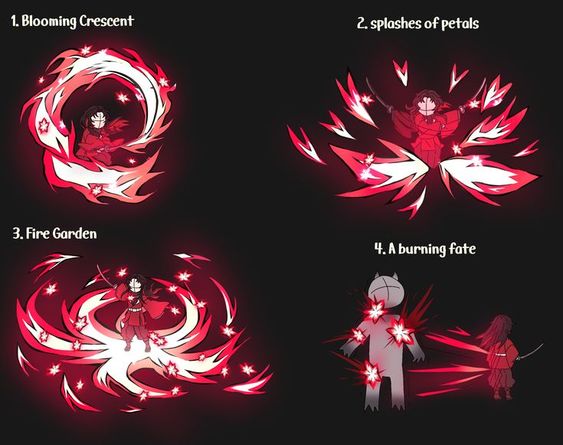 1. Blooming Crescent
2. splashes of petals
3. Fire Garden
4. A burning fate